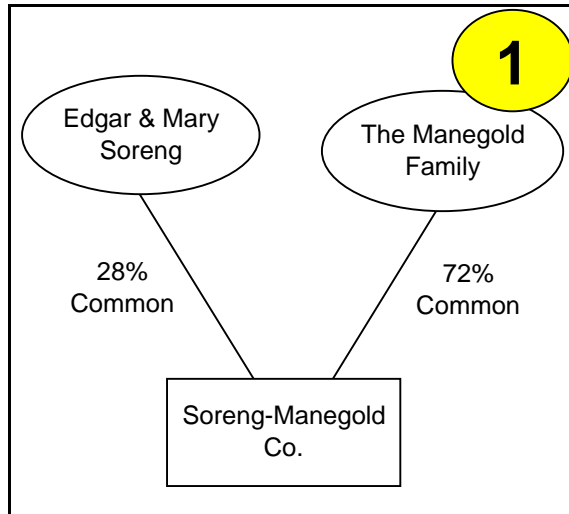 1
Edgar & Mary
Soreng
The Manegold
Family
28%
Common
72%
Common
Soreng-Manegold
Co.